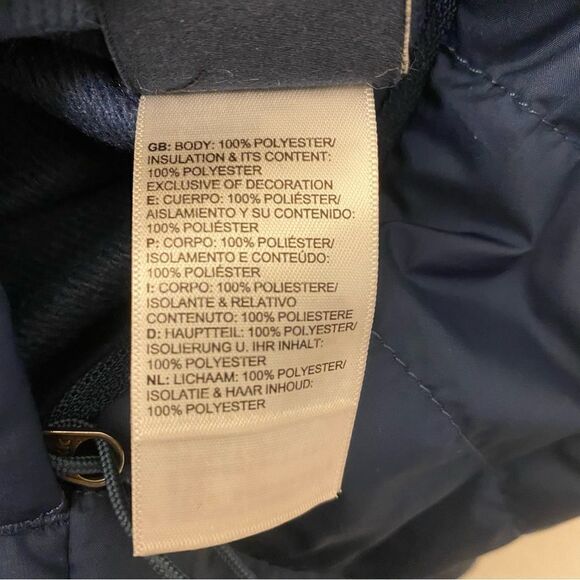 GB: BODY: 100% POLYESTER/
INSULATION & ITS CONTENT:
100% POLYESTER
EXCLUSIVE OF DECORATION
E: CUERPO: 100% POLIÉSTER/
AISLAMIENTO Y SU CONTENIDO:
100% POLIÉSTER
P: CORPO: 100% POLIÉSTER/
ISOLAMENTO E CONTEÚDO:
100% POLIÉSTER
I: CORPO: 100% POLIESTERE/
ISOLANTE & RELATIVO
CONTENUTO: 100% POLIESTERE
D: HAUPTTEIL: 100% POLYESTER/
ISOLIERUNG U. IHR INHALT:
100% POLYESTER
NL: LICHAAM: 100% POLYESTER/
ISOLATIE & HAAR INHOUD:
100% POLYESTER